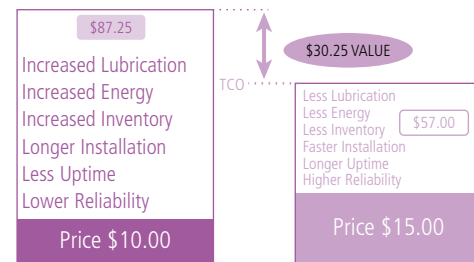 $87.25
Increased Lubrication
Increased Energy
Increased Inventory
Longer Installation
Less Uptime
Lower Reliability
Price $10.00
$30.25 VALUE
TCO
Less Lubrication
Less Energy
Less Inventory
$57.00
Faster Installation
Longer Uptime
Higher Reliability
Price $15.00